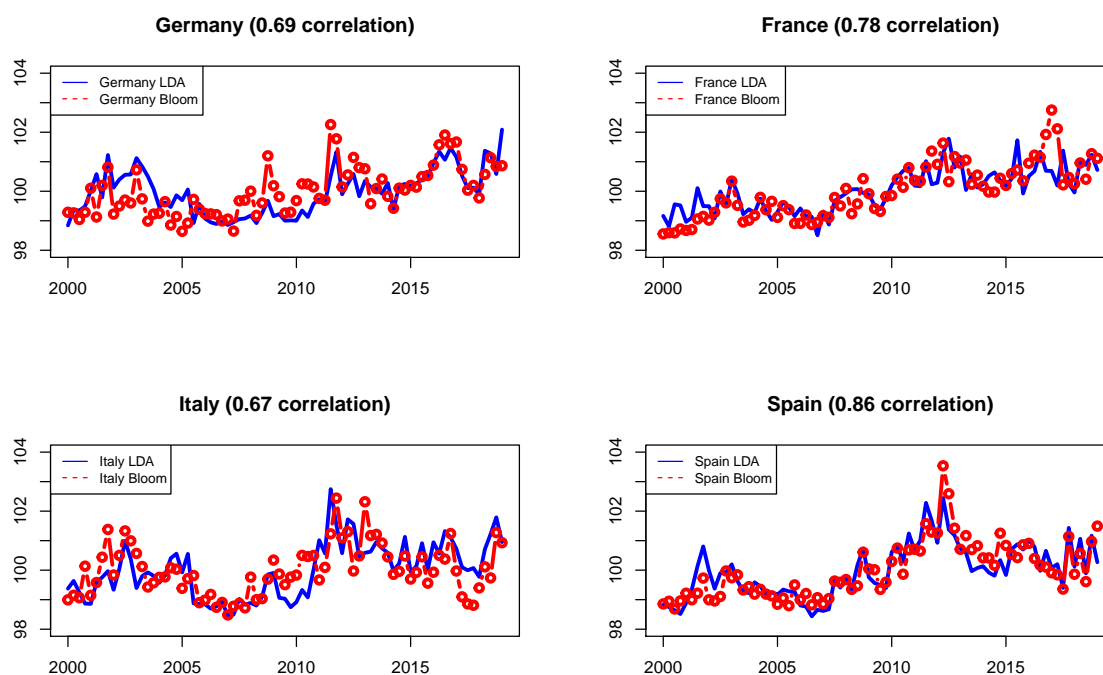 Germany (0.69 correlation)
Germany LDA
Germany Bloom
98 100 102 104
2000 2005 2010 2015
France (0.78 correlation)
France LDA
France Bloom
98 100 102 104
2000 2005 2010 2015
Italy (0.67 correlation)
Italy LDA
Italy Bloom
98 100 102 104
2000 2005 2010 2015
Spain (0.86 correlation)
Spain LDA
Spain Bloom
98 100 102 104
2000 2005 2010 2015